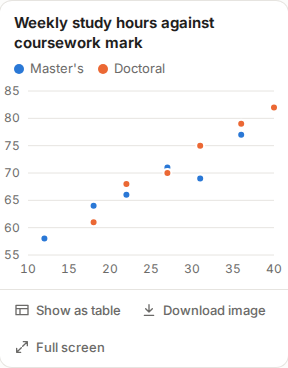 Weekly study hours against
coursework mark
Master's Doctoral
85
80
75
70
65
60
55
10 15 20 25 30 35 40
Show as table Download image
Full screen